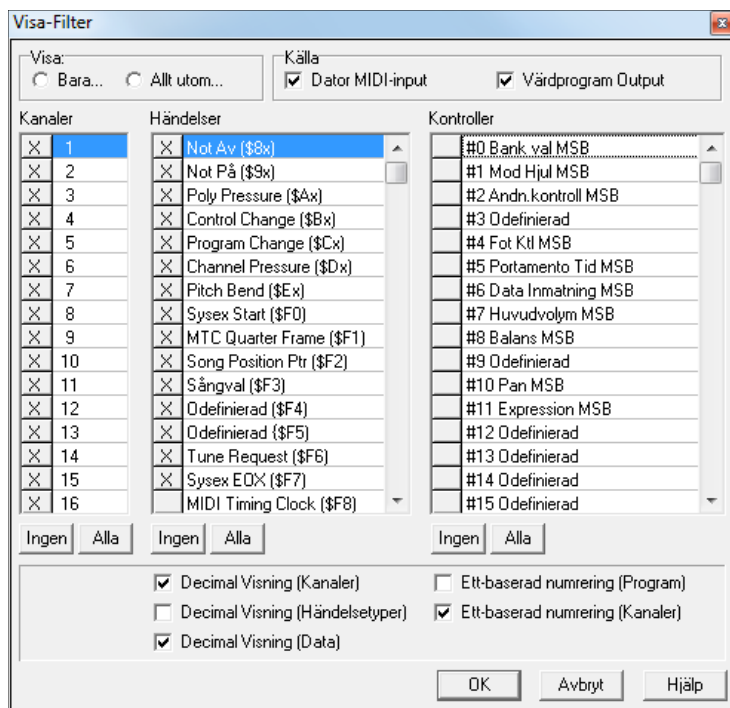 Visa-Filter
Visa:
Bara...
Allt utom...
Källa
Dator MIDI-input
Värdprogram Output
Kanaler
X 1
X 2
X 3
X 4
X 5
X 6
X 7
X 8
X 9
X 10
X 11
X 12
X 13
X 14
X 15
X 16
Ingen
Alla
Händelser
X Not Av ($8x)
X Not På ($9x)
X Poly Pressure ($Ax)
X Control Change ($Bx)
X Program Change ($Cx)
X Channel Pressure ($Dx)
X Pitch Bend ($Ex)
X Sysex Start ($F0)
X MTC Quarter Frame ($F1)
X Song Position Ptr ($F2)
X Sångval ($F3)
X Odefinierad ($F4)
X Odefinierad {$F5)
X Tune Request ($F6)
X Sysex EOX ($F7)
MIDI Timing Clock ($F8)
Ingen
Alla
Kontroller
#0 Bank val MSB
#1 Mod Hjul MSB
#2 Andn.kontroll MSB
#3 Odefinierad
#4 Fot Ktl MSB
#5 Portamento Tid MSB
#6 Data Inmatning MSB
#7 Huvudvolym MSB
#8 Balans MSB
#9 Odefinierad
#10 Pan MSB
#11 Expression MSB
#12 Odefinierad
#13 Odefinierad
#14 Odefinierad
#15 Odefinierad
Ingen
Alla
Decimal Visning (Kanaler)
Decimal Visning (Händelsetyper)
Decimal Visning (Data)
Ett-baserad numrering (Program)
Ett-baserad numrering (Kanaler)
OK
Avbryt
Hjälp